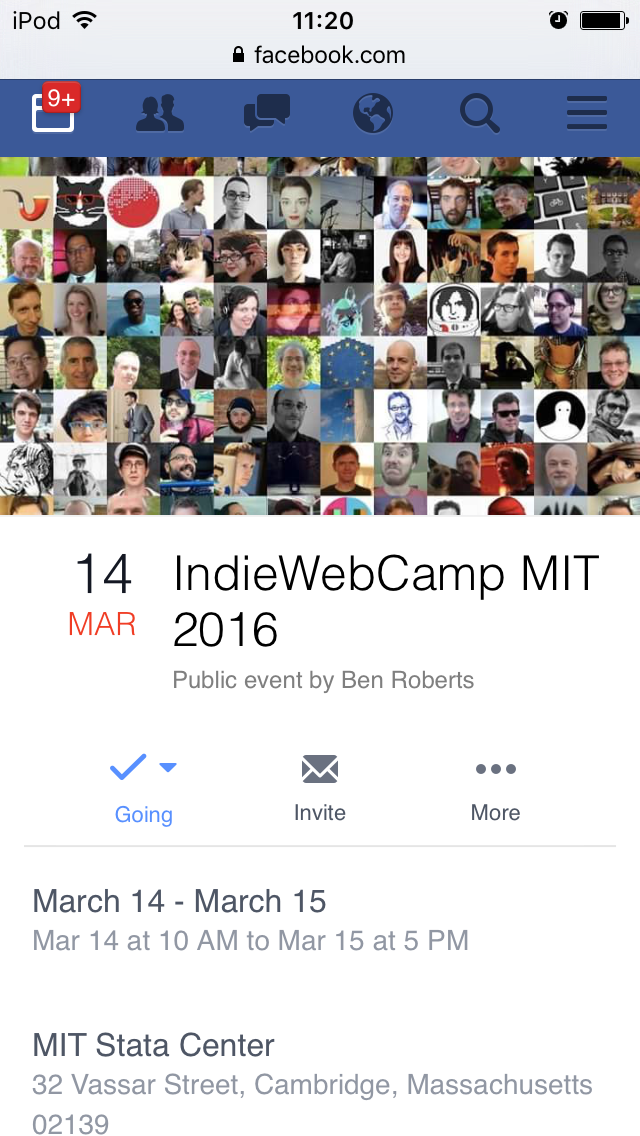 iPod 11:20
facebook.com
9+
14
MAR
IndieWebCamp MIT
2016
Public event by Ben Roberts
Going
Invite
More
March 14 - March 15
Mar 14 at 10 AM to Mar 15 at 5 PM
MIT Stata Center
32 Vassar Street, Cambridge, Massachusetts
02139